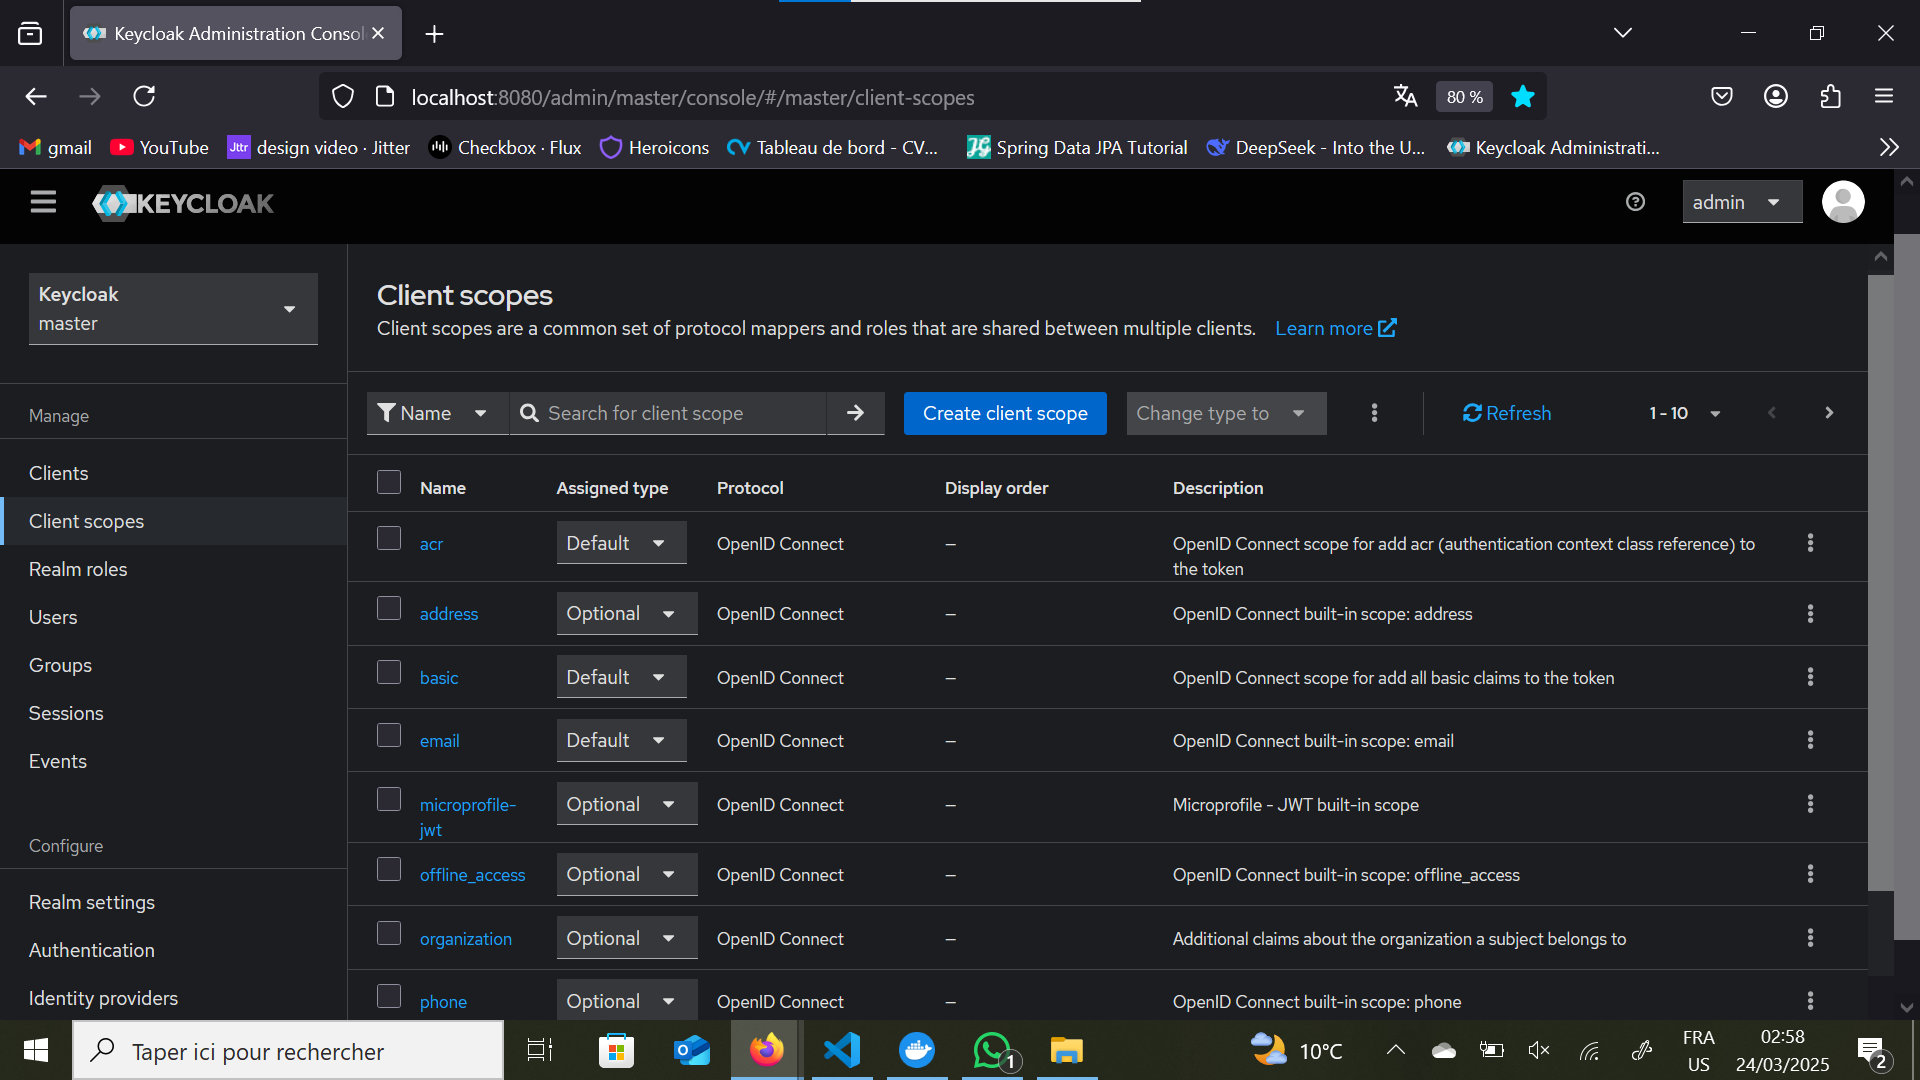 Keycloak Administration Consol
localhost:8080/admin/master/console/#/master/client-scopes
80 %
gmail
YouTube
Jttr
design video · Jitter
Checkbox · Flux
Heroicons
Tableau de bord - CV...
Spring Data JPA Tutorial
DeepSeek - Into the U...
Keycloak Administrati...
KEYCLOAK
admin
Keycloak
master
Manage
Clients
Client scopes
Realm roles
Users
Groups
Sessions
Events
Configure
Realm settings
Authentication
Identity providers
Client scopes
Client scopes are a common set of protocol mappers and roles that are shared between multiple clients. Learn more
Name
Search for client scope
Create client scope
Change type to
Refresh
1 - 10
Name Assigned type Protocol Display order Description
acr Default OpenID Connect — OpenID Connect scope for add acr (authentication context class reference) to
the token
address Optional OpenID Connect — OpenID Connect built-in scope: address
basic Default OpenID Connect — OpenID Connect scope for add all basic claims to the token
email Default OpenID Connect — OpenID Connect built-in scope: email
microprofile- Optional OpenID Connect — Microprofile - JWT built-in scope
jwt
offline_access Optional OpenID Connect — OpenID Connect built-in scope: offline_access
organization Optional OpenID Connect — Additional claims about the organization a subject belongs to
phone Optional OpenID Connect — OpenID Connect built-in scope: phone
Taper ici pour rechercher
1
10°C
FRA
US
02:58
24/03/2025
2